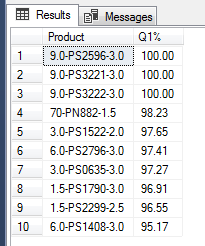 Results Messages
Product Q1%
1 9.0-PS2596-3.0 100.00
2 9.0-PS3221-3.0 100.00
3 9.0-PS3222-3.0 100.00
4 70-PN882-1.5 98.23
5 3.0-PS1522-2.0 97.65
6 6.0-PS2796-3.0 97.41
7 3.0-PS0635-3.0 97.27
8 1.5-PS1790-3.0 96.91
9 1.5-PS2299-2.5 96.55
10 6.0-PS1408-3.0 95.17